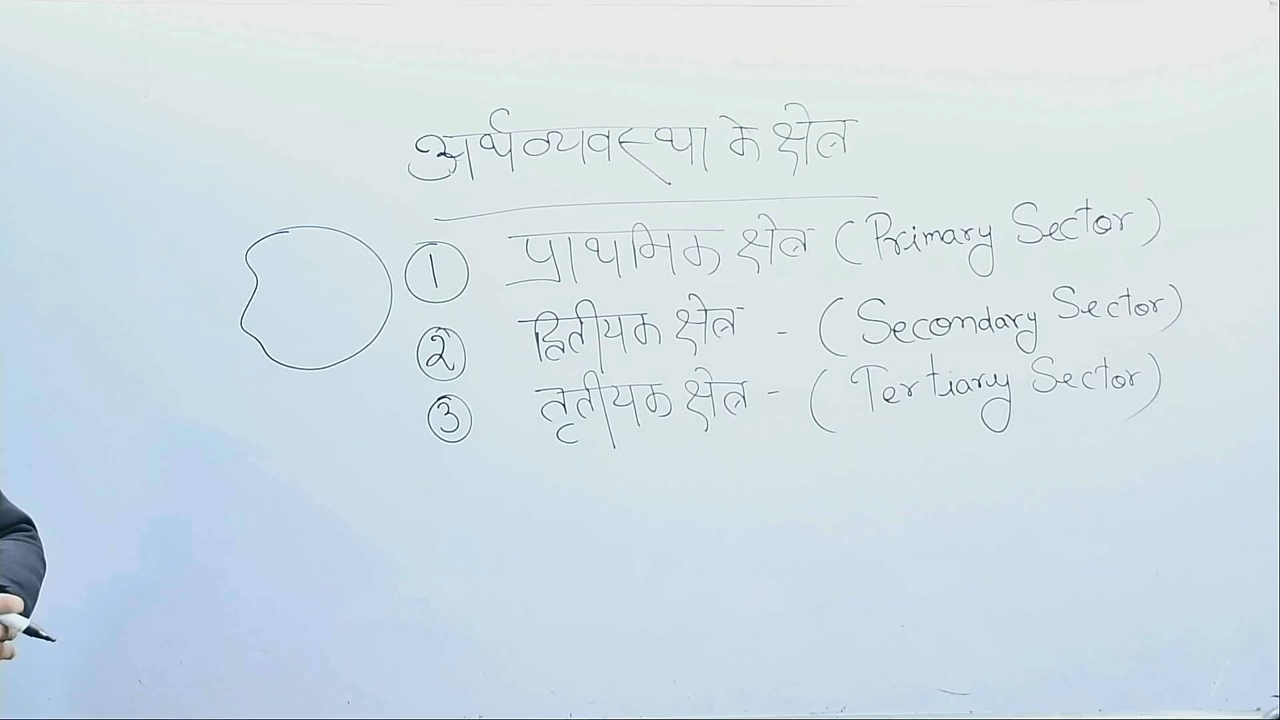 अर्थव्यवस्था के क्षेत्र
① प्राथमिक क्षेत्र (Primary Sector)
② द्वितीयक क्षेत्र - (Secondary Sector)
③ तृतीयक क्षेत्र - (Tertiary Sector)